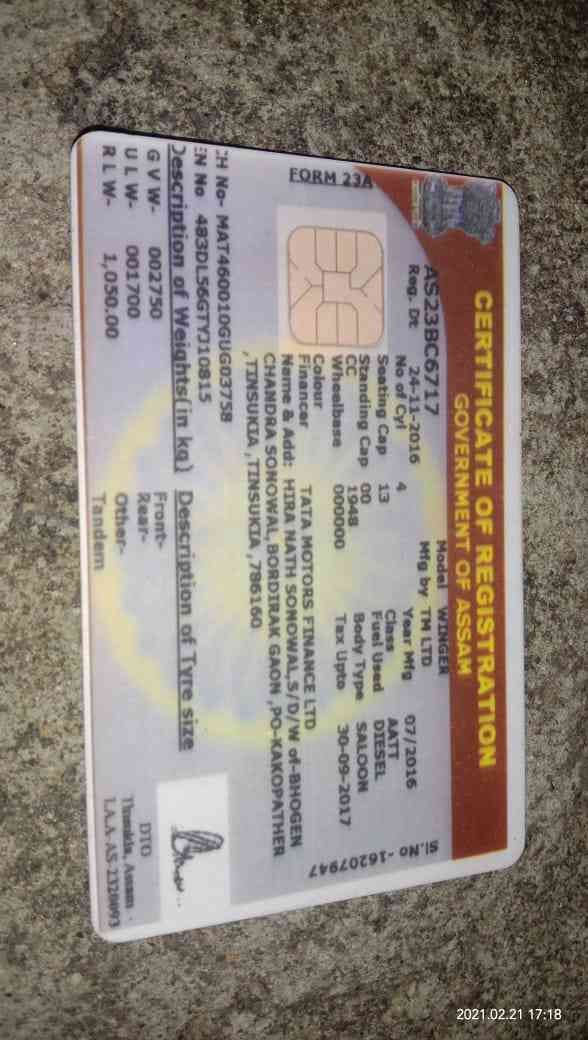 CERTIFICATE OF REGISTRATION
GOVERNMENT OF ASSAM
FORM 23A
AS23BC6717
Reg. Dt 24-11-2016
Model WINGER
Mfg by TM LTD
No of Cyl 4
Year Mfg 07/2016
Seating Cap 13
Class AATT
Standing Cap 00
Fuel Used DIESEL
CC 1948
Body Type SALOON
Wheelbase 000000
Tax Upto 30-09-2017
Colour
Financer TATA MOTORS FINANCE LTD
Name & Add: HIRA NATH SONOWAL,S/D/W of-BHOGEN
CHANDRA SONOWAL,BORDIRAK GAON ,PO-KAKOPATHER
,TINSUKIA ,TINSUKIA ,786160
Sl.No -16207947
CH No- MAT460010GUG03758
EN No 483DL56GTYJ10815
Description of Weights(in kg) Description of Tyre size
G V W- 002750 Front-
U L W- 001700 Rear-
R L W- 1,050.00 Other-
Tandem
DTO
Tinsukia, Assam -
L.A.A-AS-2320093
2021.02.21 17:18